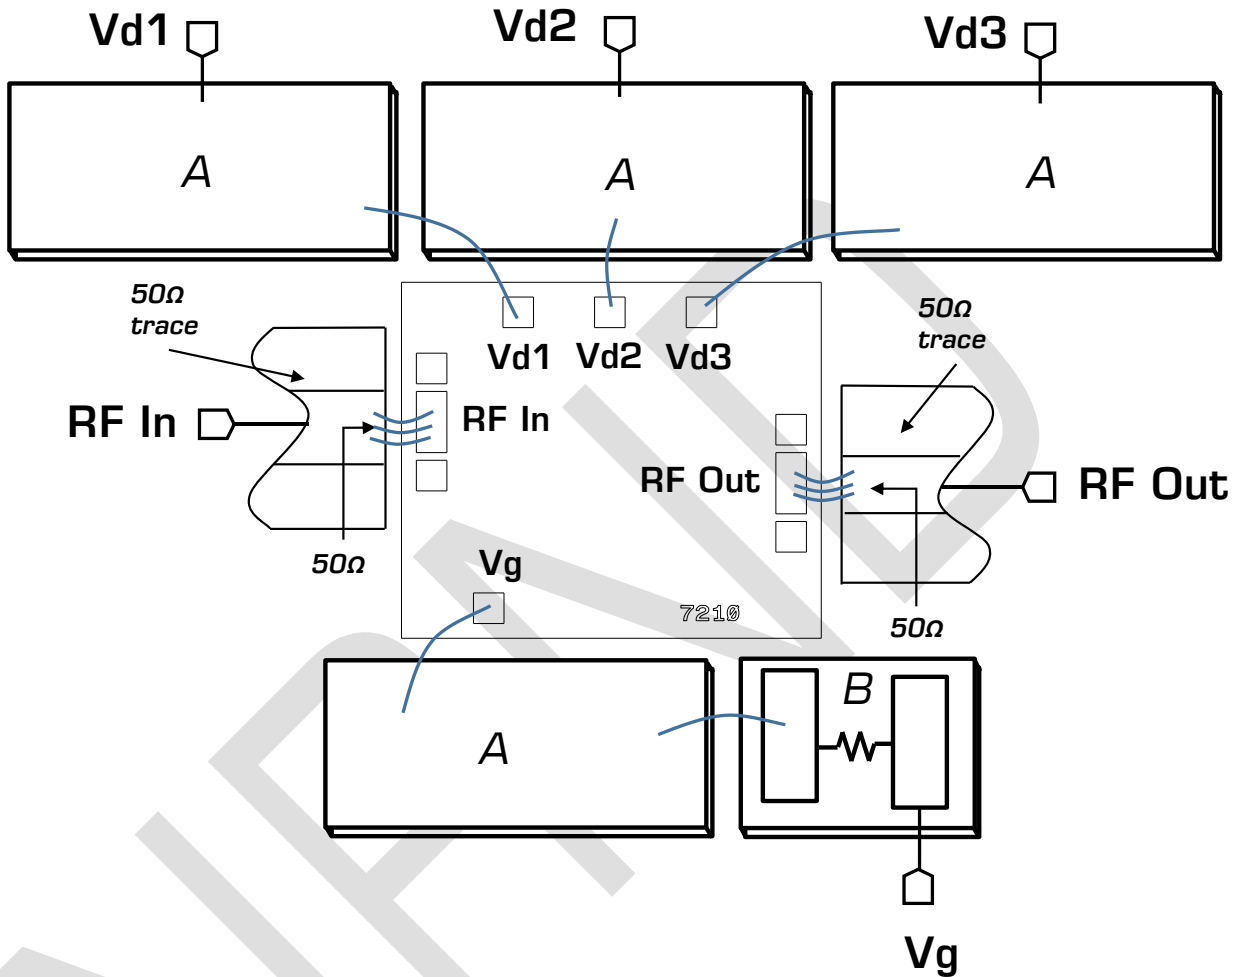 Vd1
Vd2
Vd3
A
A
A
50Ω
trace
50Ω
trace
Vd1
Vd2
Vd3
RF In
RF In
RF Out
RF Out
50Ω
Vg
7210
50Ω
A
B
Vg